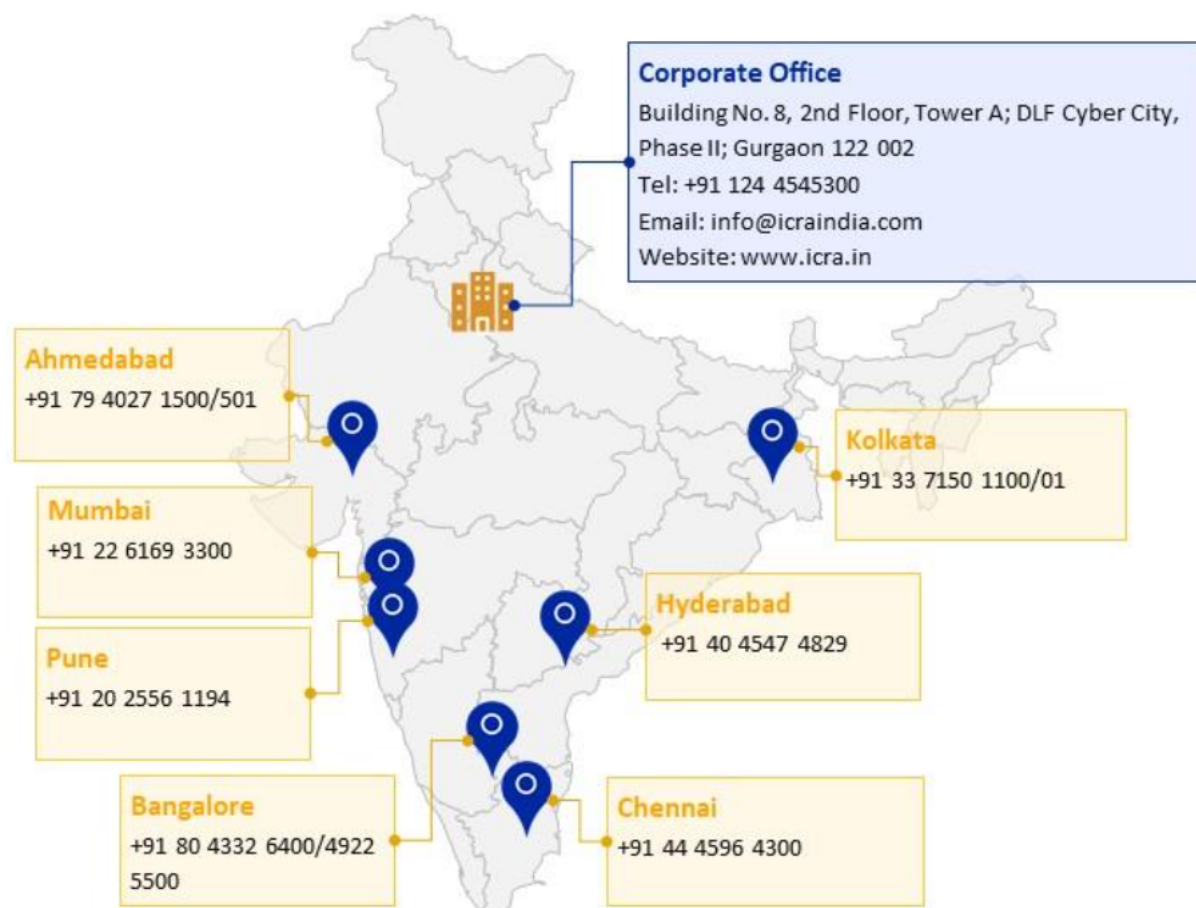 Corporate Office
Building No. 8, 2nd Floor, Tower A; DLF Cyber City,
Phase II; Gurgaon 122 002
Tel: +91 124 4545300
Email: info@icraindia.com
Website: www.icra.in
Ahmedabad
+91 79 4027 1500/501
Kolkata
+91 33 7150 1100/01
Mumbai
+91 22 6169 3300
Hyderabad
+91 40 4547 4829
Pune
+91 20 2556 1194
Bangalore
+91 80 4332 6400/4922
5500
Chennai
+91 44 4596 4300